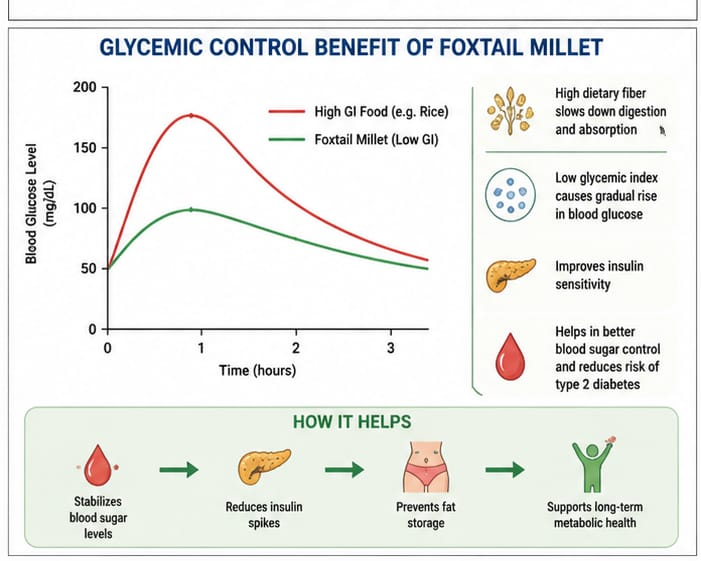 GLYCEMIC CONTROL BENEFIT OF FOXTAIL MILLET
200
150
100
50
0
Blood Glucose Level
(mg/dL)
0
1
2
3
Time (hours)
High GI Food (e.g. Rice)
Foxtail Millet (Low GI)
High dietary fiber
slows down digestion
and absorption
Low glycemic index
causes gradual rise
in blood glucose
Improves insulin
sensitivity
Helps in better
blood sugar control
and reduces risk of
type 2 diabetes
HOW IT HELPS
Stabilizes
blood sugar
levels
Reduces insulin
spikes
Prevents fat
storage
Supports long-term
metabolic health